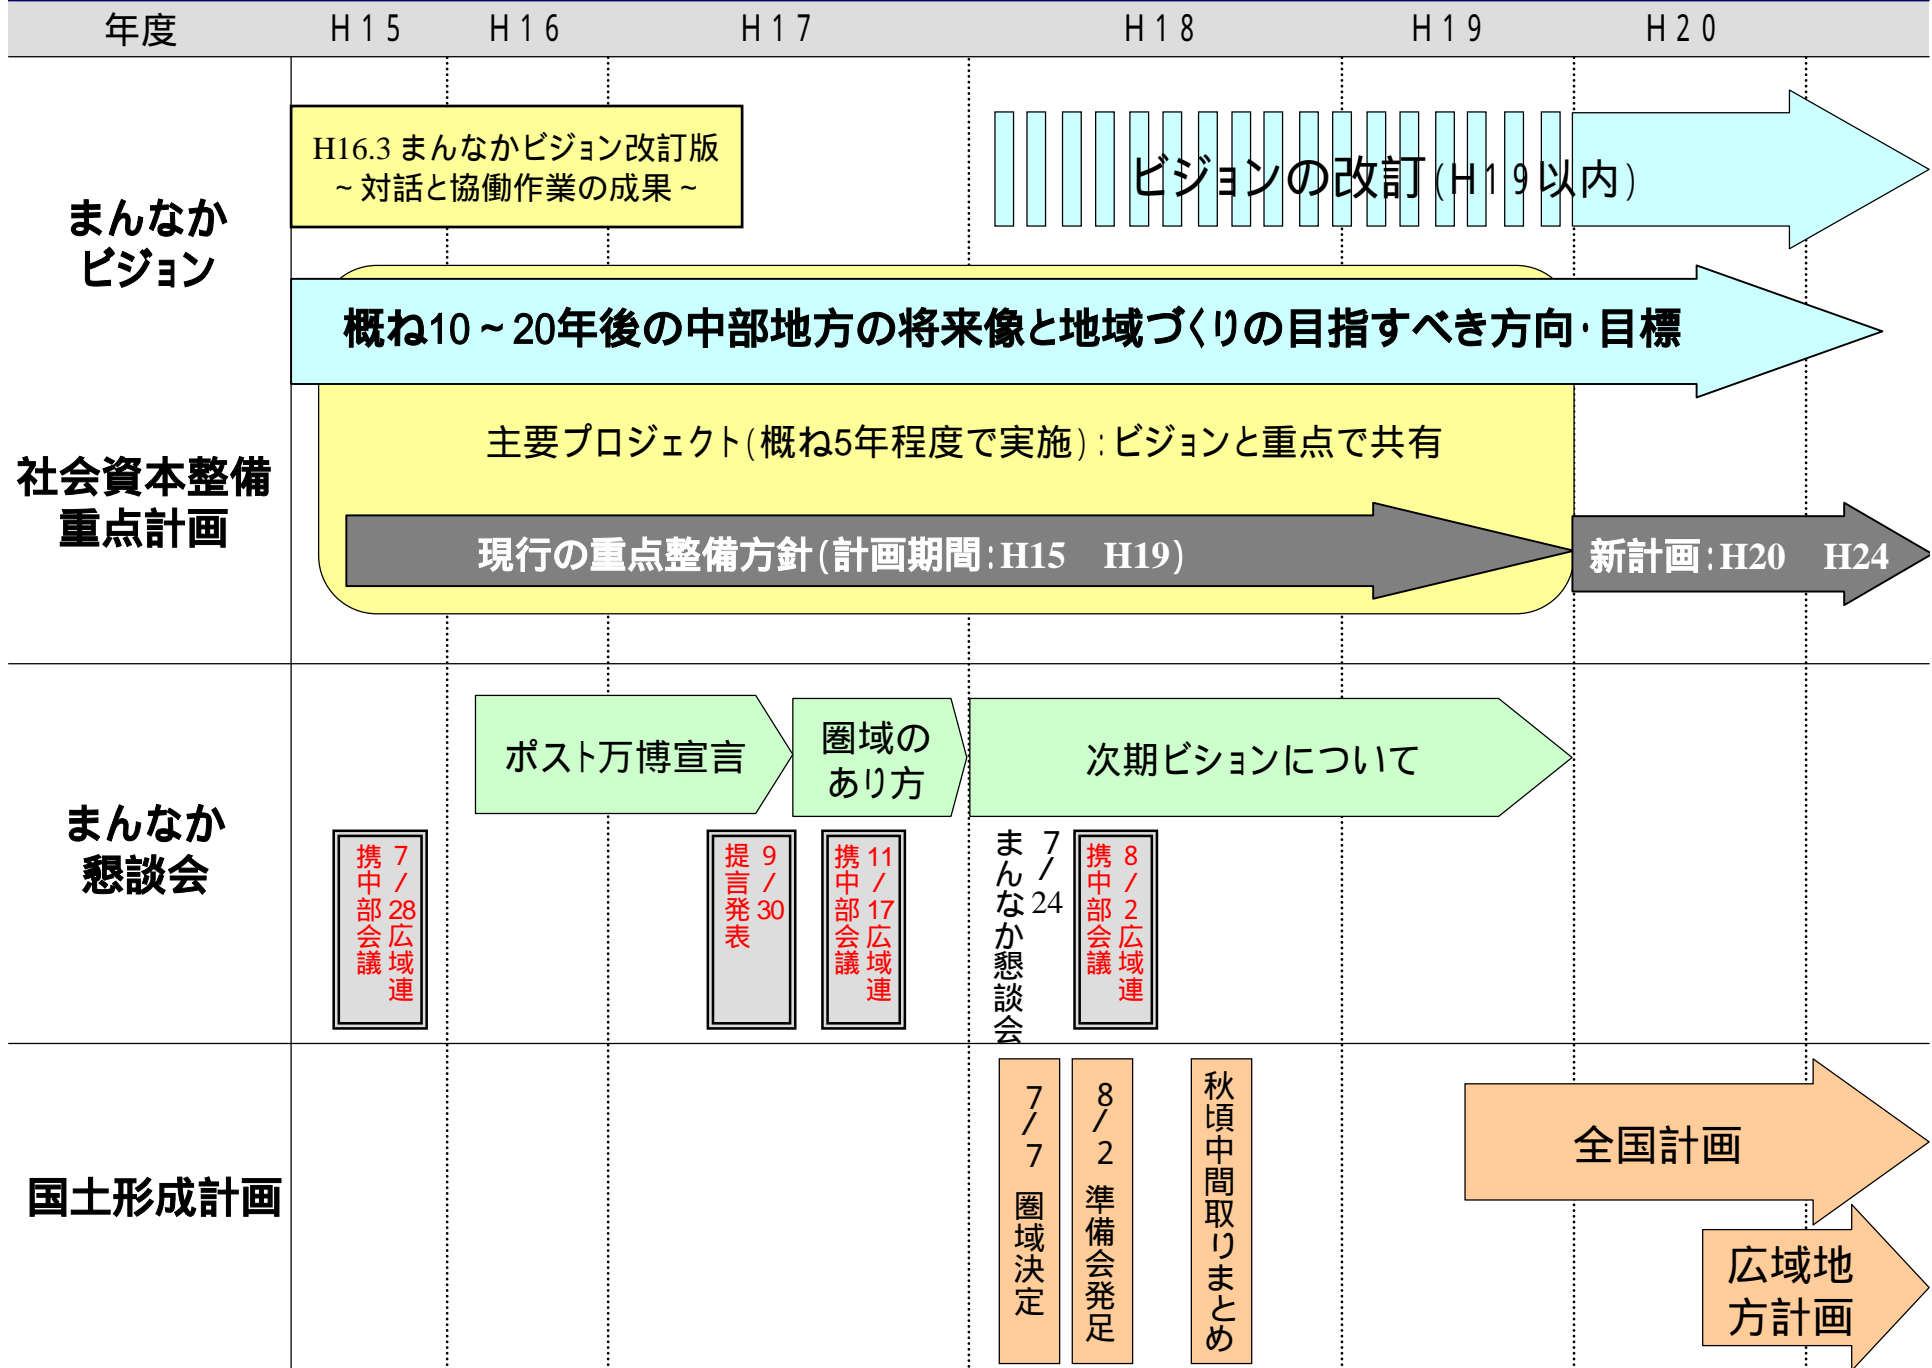 年度 H15 H16 H17 H18 H19 H20
まんなか
ビジョン
H16.3 まんなかビジョン改訂版
~対話と協働作業の成果~
ビジョンの改訂(H19以内)
概ね10~20年後の中部地方の将来像と地域づくりの目指すべき方向・目標
社会資本整備
重点計画
主要プロジェクト(概ね5年程度で実施):ビジョンと重点で共有
現行の重点整備方針(計画期間:H15 H19)
新計画:H20 H24
まんなか
懇談会
ポスト万博宣言
圏域の
あり方
次期ビションについて
7/28広域連
携中部会議
9/30
提言発表
11/17広域連
携中部会議
7/24
まんなか懇談会
8/2広域連
携中部会議
国土形成計画
7/7 圏域決定
8/2 準備会発足
秋頃中間取りまとめ
全国計画
広域地
方計画